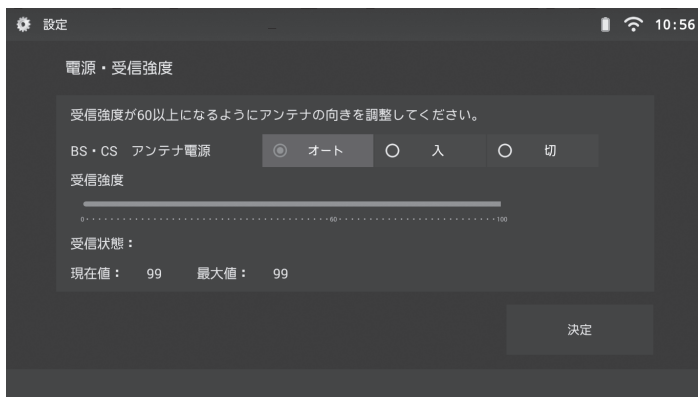 設定 10:56
電源・受信強度
受信強度が60以上になるようにアンテナの向きを調整してください。
BS・CS アンテナ電源 オート 入 切
受信強度
0 60 100
受信状態：
現在値： 99 最大値： 99
決定